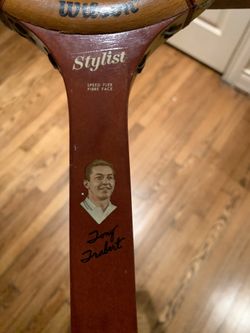 Wilson
Stylist
SPEED FLEX
FIBRE FACE
Tony
Trabert